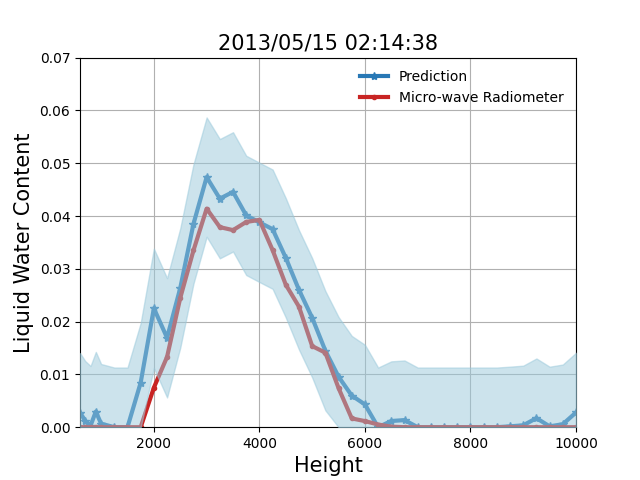 2013/05/15 02:14:38
0.07
0.06
0.05
0.04
0.03
0.02
0.01
0.00
Liquid Water Content
Prediction
Micro-wave Radiometer
2000 4000 6000 8000 10000
Height